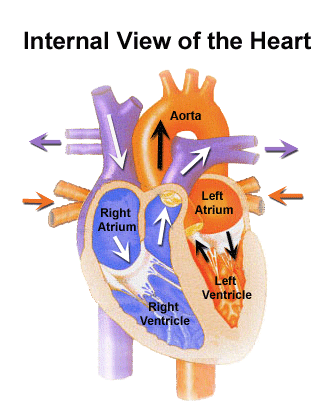 Internal View of the Heart
Aorta
Left
Atrium
Right
Atrium
Left
Ventricle
Right
Ventricle